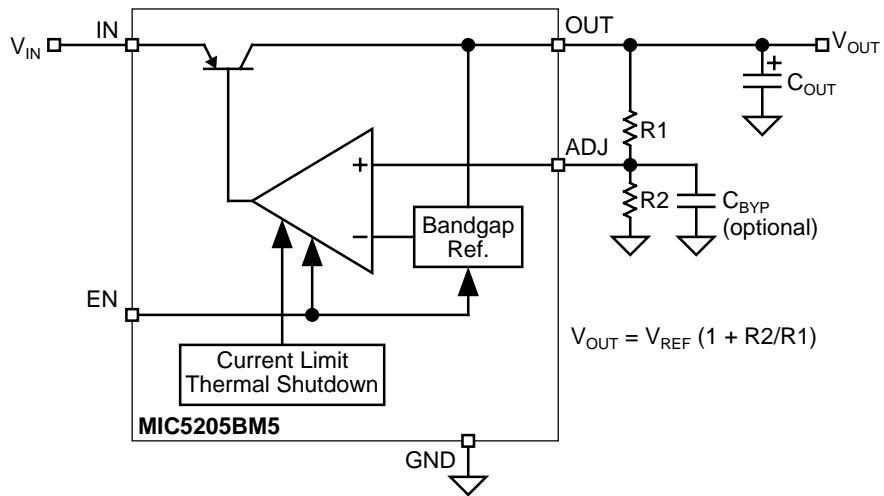 IN
OUT
VIN
VOUT
COUT
R1
ADJ
+
+
R2
CBYP
(optional)
–
Bandgap
Ref.
EN
VOUT = VREF (1 + R2/R1)
Current Limit
Thermal Shutdown
MIC5205BM5
GND